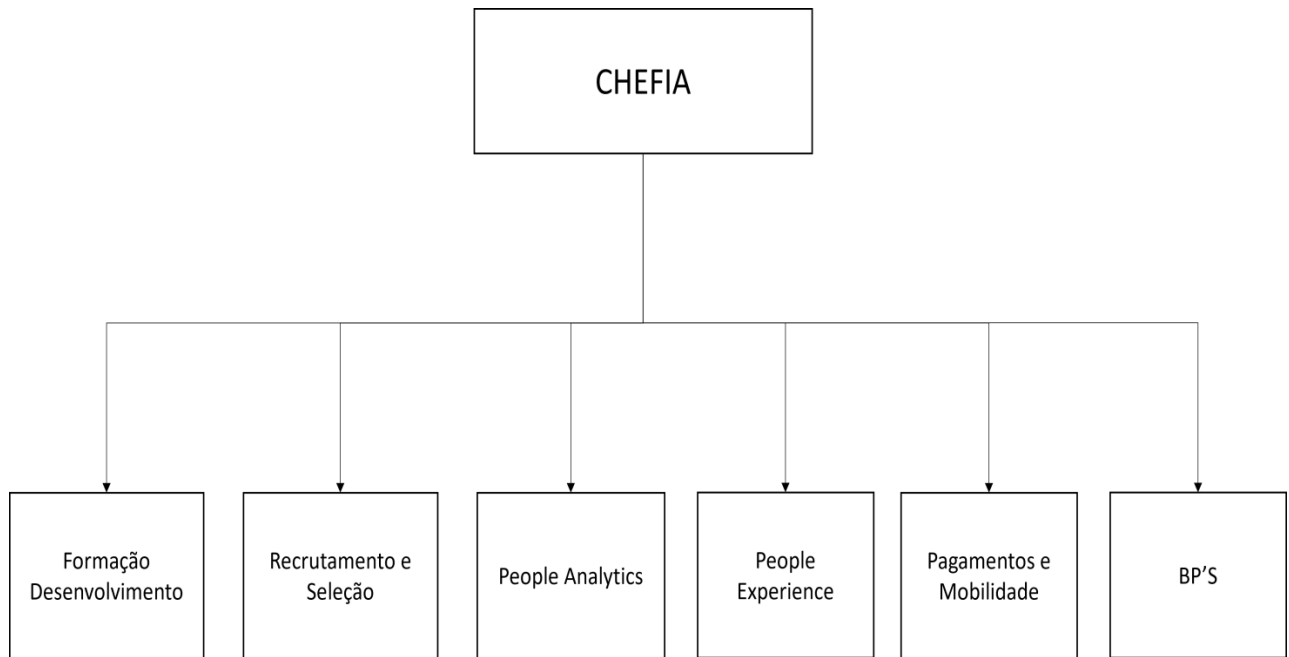 CHEFIA
Formação
Desenvolvimento
Recrutamento e
Seleção
People Analytics
People
Experience
Pagamentos e
Mobilidade
BP’S